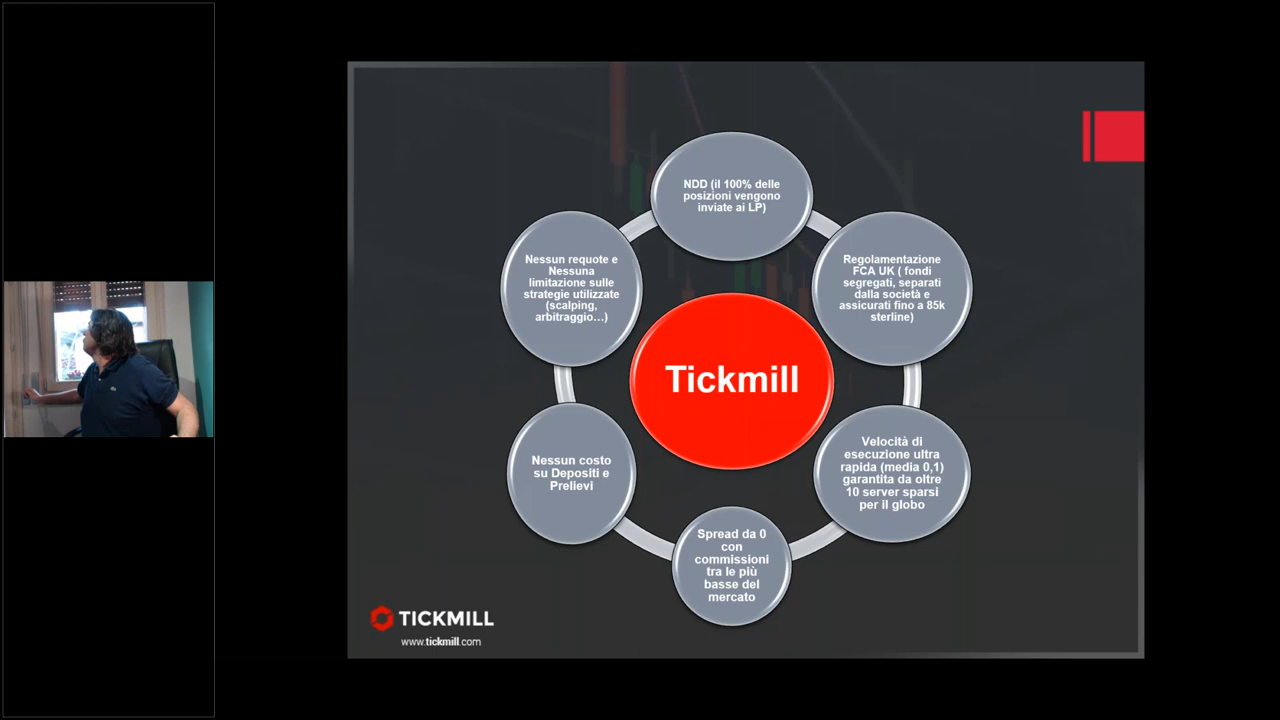 NDD (il 100% delle
posizioni vengono
inviate ai LP)
Regolamentazione
FCA UK ( fondi
segregati, separati
dalla società e
assicurati fino a 85k
sterline)
Velocità di
esecuzione ultra
rapida (media 0,1)
garantita da oltre
10 server sparsi
per il globo
Spread da 0
con
commissioni
tra le più
basse del
mercato
Nessun costo
su Depositi e
Prelievi
Nessun requote e
Nessuna
limitazione sulle
strategie utilizzate
(scalping,
arbitraggio...)
Tickmill
TICKMILL
www.tickmill.com